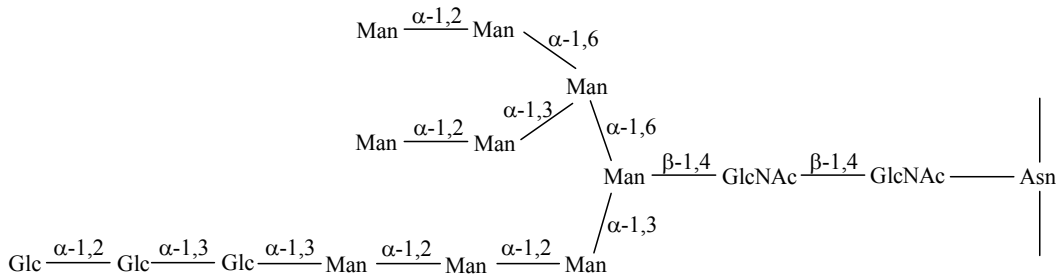 Man α-1,2 Man α-1,6
Man
Man α-1,2 Man α-1,3 α-1,6
Man β-1,4 GlcNAc β-1,4 GlcNAc Asn
α-1,3
Glc α-1,2 Glc α-1,3 Glc α-1,3 Man α-1,2 Man α-1,2 Man